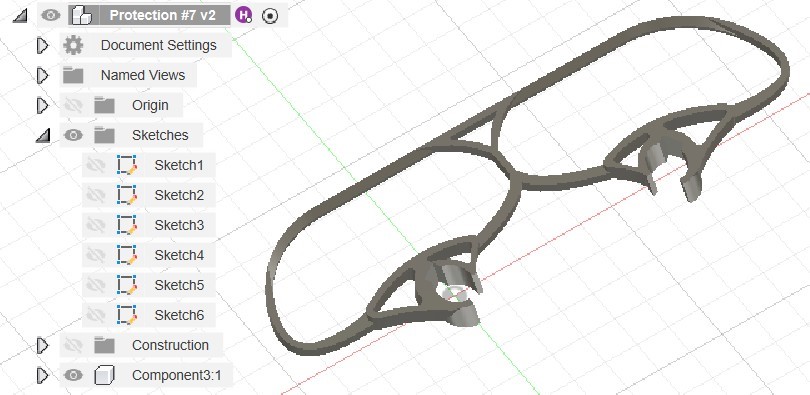 Protection #7 v2 H
Document Settings
Named Views
Origin
Sketches
Sketch1
Sketch2
Sketch3
Sketch4
Sketch5
Sketch6
Construction
Component3:1